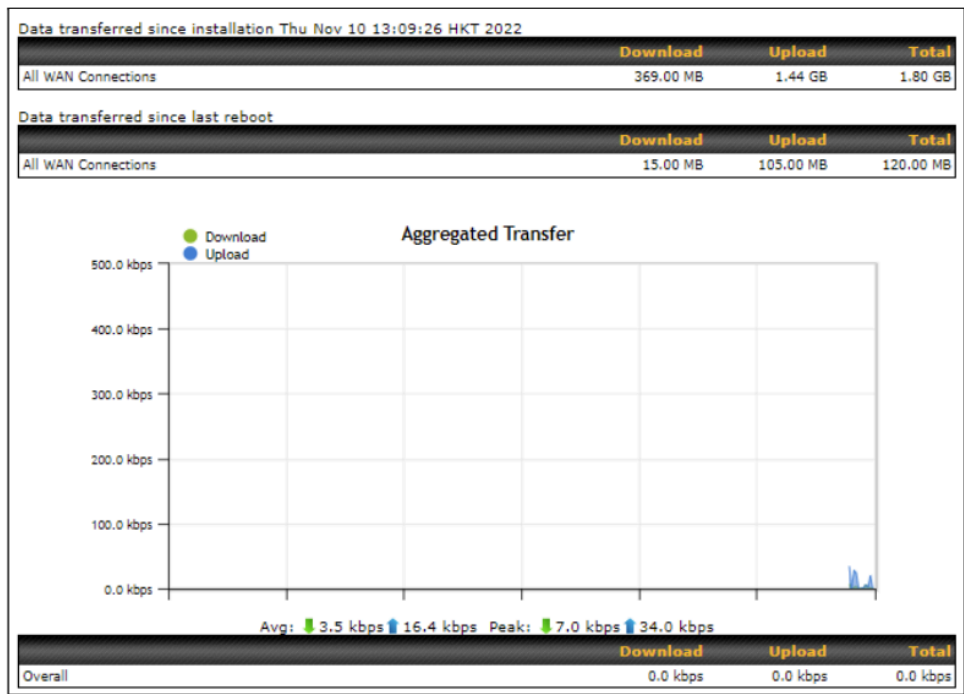 Data transferred since installation Thu Nov 10 13:09:26 HKT 2022
Download Upload Total
All WAN Connections 369.00 MB 1.44 GB 1.80 GB
Data transferred since last reboot
Download Upload Total
All WAN Connections 15.00 MB 105.00 MB 120.00 MB
Aggregated Transfer
Download
Upload
500.0 kbps
400.0 kbps
300.0 kbps
200.0 kbps
100.0 kbps
0.0 kbps
Avg: 3.5 kbps 16.4 kbps Peak: 7.0 kbps 34.0 kbps
Download Upload Total
Overall 0.0 kbps 0.0 kbps 0.0 kbps